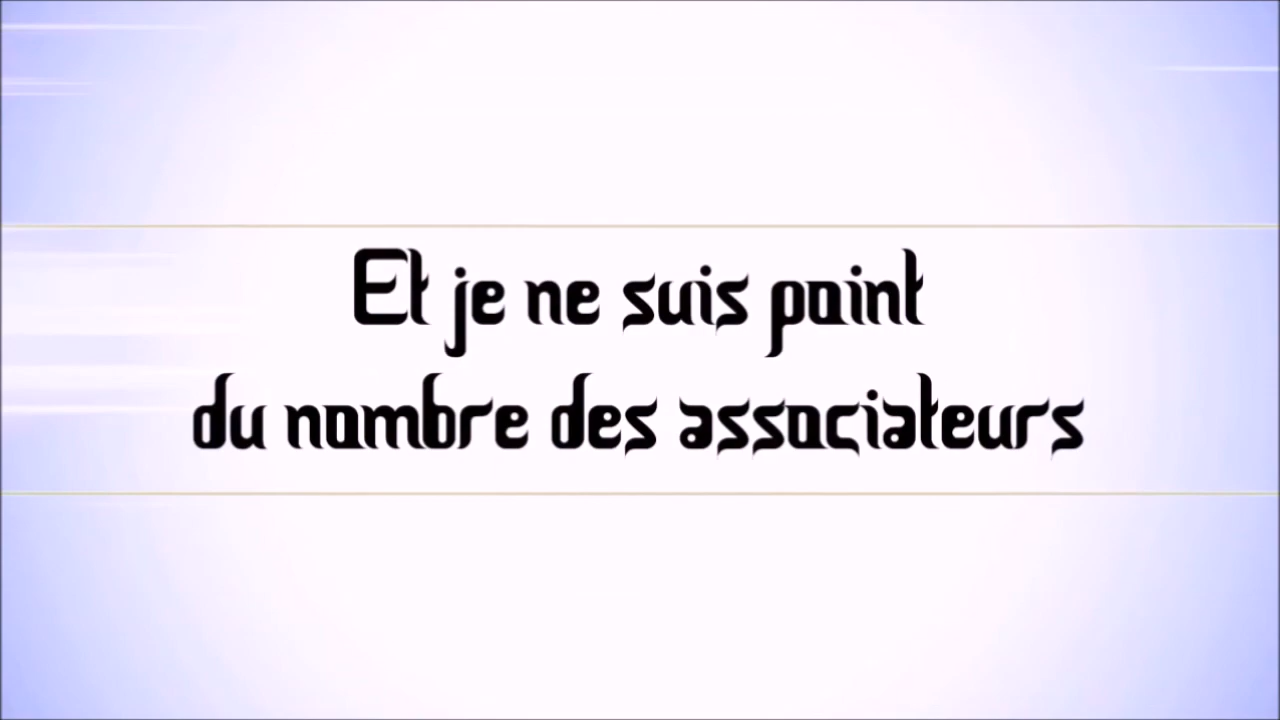 Et je ne suis point
du nombre des associateurs